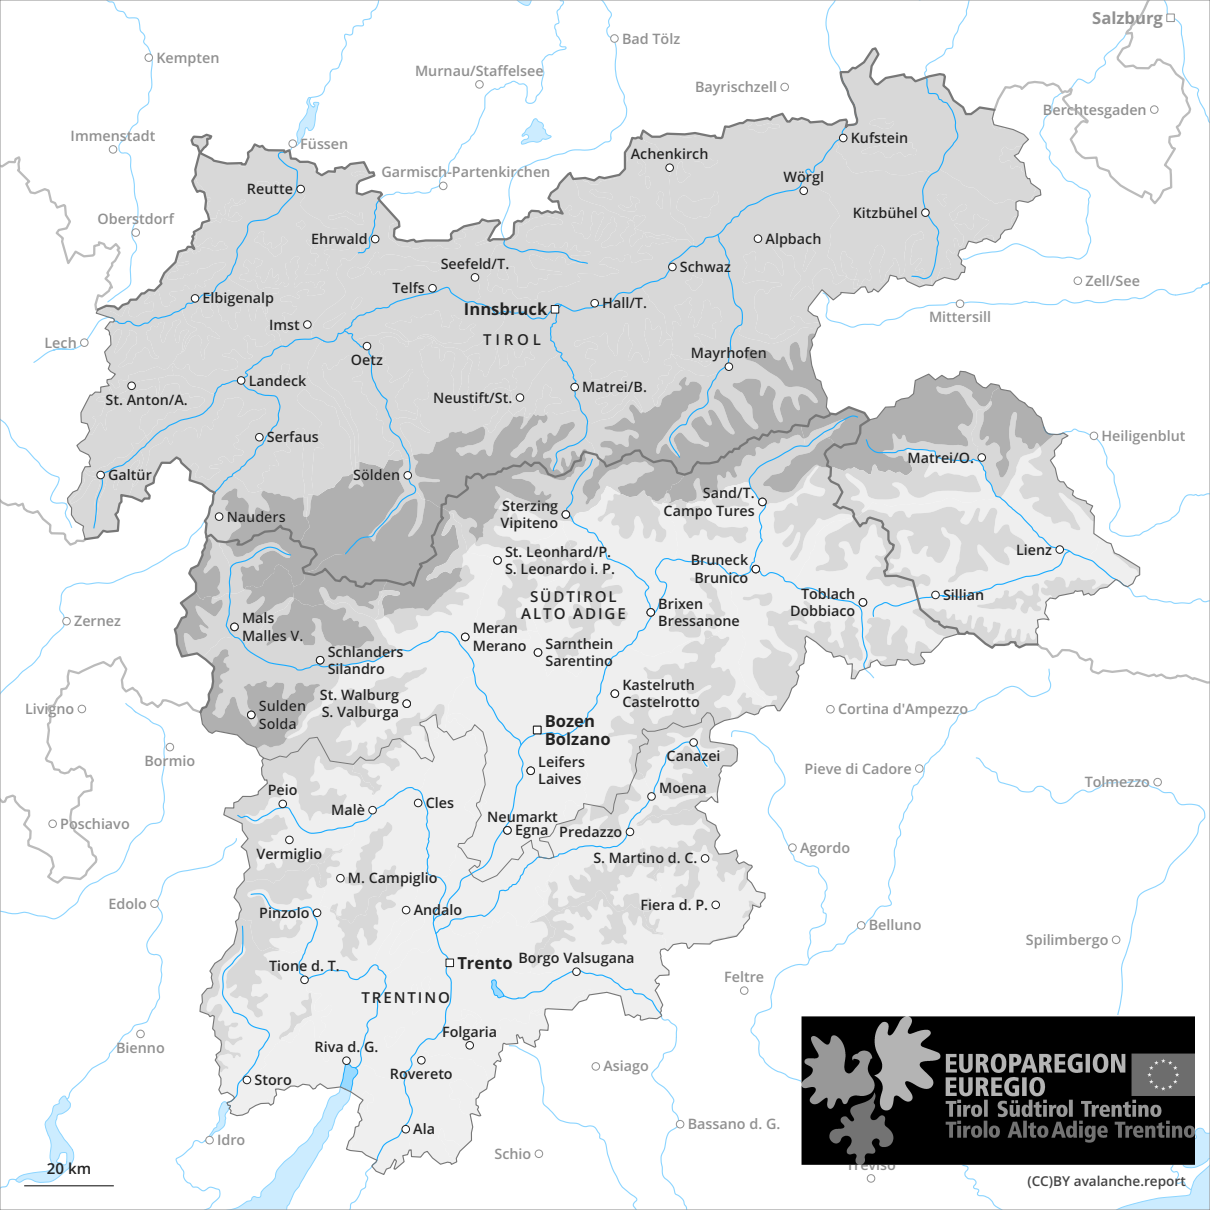 Salzburg
Bad Tölz
Kempten
Murnau/Staffelsee
Bayrischzell
Berchtesgaden
Immenstadt
Füssen
Kufstein
Achenkirch
Garmisch-Partenkirchen
Wörgl
Reutte
Oberstdorf
Kitzbühel
Ehrwald
Alpbach
Seefeld/T.
Schwaz
Zell/See
Telfs
Elbigenalp
Hall/T.
Innsbruck
Mittersill
Imst
TIROL
Lech
Oetz
Mayrhofen
Landeck
Matrei/B.
St. Anton/A.
Neustift/St.
Serfaus
Heiligenblut
Matrei/O.
Galtür
Sölden
Sand/T.
Campo Tures
Sterzing
Vipiteno
Nauders
St. Leonhard/P.
S. Leonardo i. P.
Lienz
Bruneck
Brunico
SÜDTIROL
ALTO ADIGE
Toblach
Dobbiaco
Sillian
Brixen
Bressanone
Zernez
Mals
Malles V.
Meran
Merano
Sarnthein
Sarentino
Schlanders
Silandro
Kastelruth
Castelrotto
St. Walburg
S. Valburga
Livigno
Sulden
Solda
Cortina d'Ampezzo
Bozen
Bolzano
Bormio
Canazei
Leifers
Laives
Pieve di Cadore
Tolmezzo
Peio
Moena
Malè
Cles
Neumarkt
Egna
Predazzo
Poschiavo
Vermiglio
S. Martino d. C.
Agordo
M. Campiglio
Edolo
Pinzolo
Andalo
Fiera d. P.
Belluno
Spilimbergo
Trento
Borgo Valsugana
Tione d. T.
Feltre
TRENTINO
Folgaria
Bienno
Riva d. G.
Rovereto
Asiago
Storo
EUROPAREGION
EUREGIO
Tirol Südtirol Trentino
Tirolo Alto Adige Trentino
Ala
Bassano d. G.
Idro
Schio
Treviso
20 km
(CC)BY avalanche.report